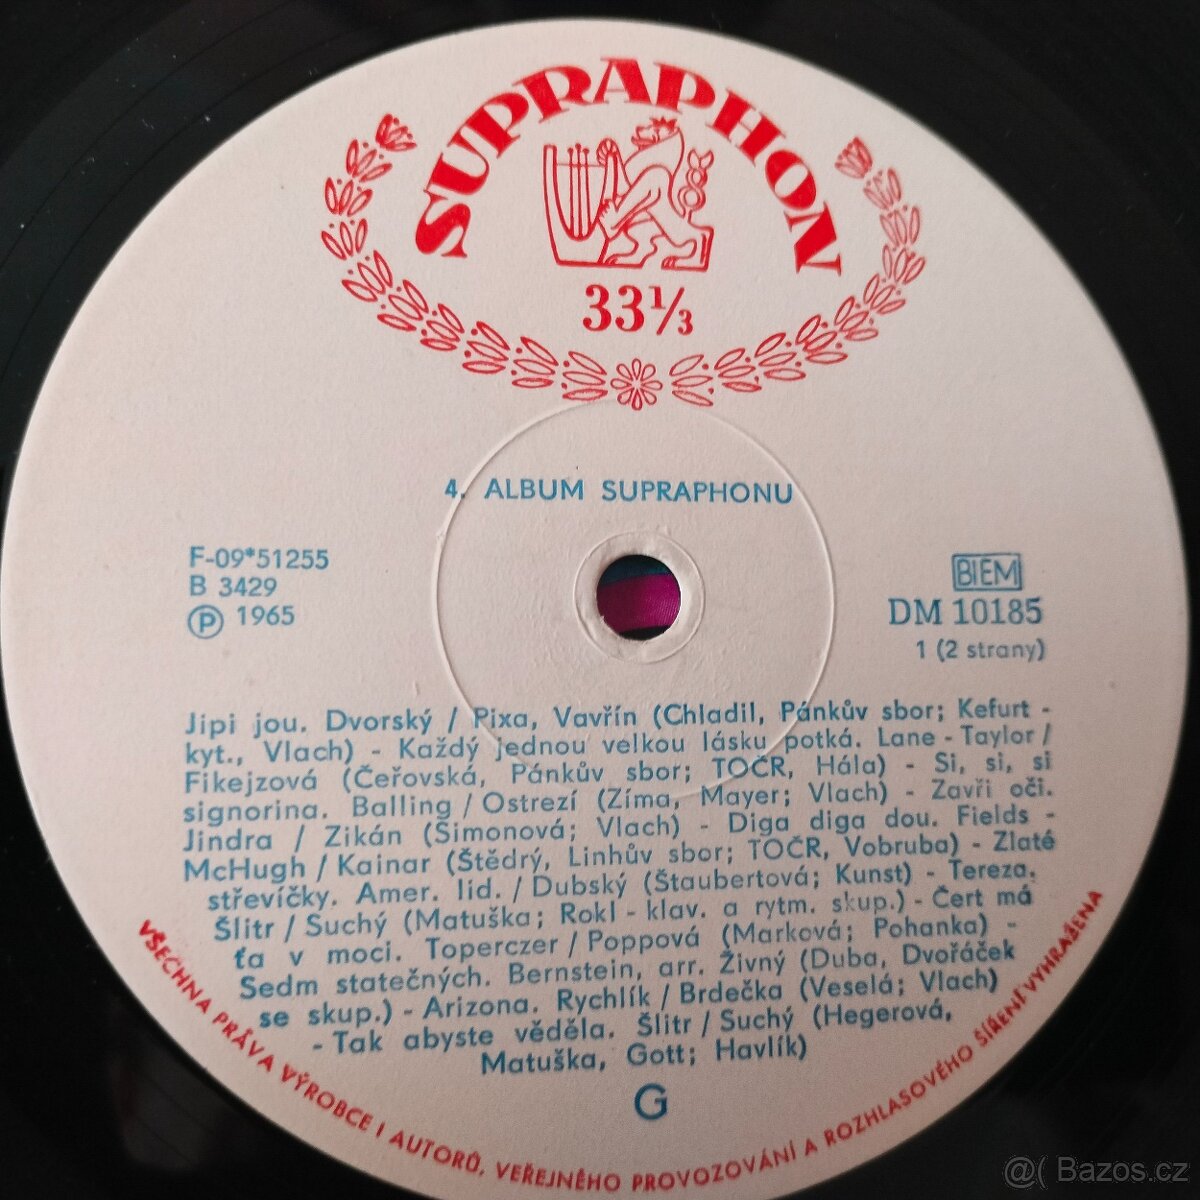 SUPRAPHON
33⅓
4. ALBUM SUPRAPHONU
F-09*51255
B 3429
Ⓟ 1965
BIEM
DM 10185
1 (2 strany)
Jipi jou. Dvorský / Pixa, Vavřín (Chladil, Pánkův sbor; Kefurt -
kyt., Vlach) - Každý jednou velkou lásku potká. Lane - Taylor /
Fikejzová (Čeřovská, Pánkův sbor; TOČR, Hála) - Si, si, si
signorina. Balling / Ostrezí (Zíma, Mayer; Vlach) - Zavři oči.
Jindra / Zikán (Šimonová; Vlach) - Diga diga dou. Fields -
McHugh / Kainar (Štědrý, Linhův sbor; TOČR, Vobruba) - Zlaté
střevíčky. Amer. lid. / Dubský (Štaubertová; Kunst) - Tereza.
Šlitr / Suchý (Matuška; Rokl - klav. a rytm. skup.) - Čert má
ťa v moci. Toperczer / Poppová (Marková; Pohanka) -
Sedm statečných. Bernstein, arr. Živný (Duba, Dvořáček
se skup.) - Arizona. Rychlík / Brdečka (Veselá; Vlach)
- Tak abyste věděla. Šlitr / Suchý (Hegerová,
Matuška, Gott; Havlík)
G
VŠECHNA PRÁVA VÝROBCE I AUTORŮ, VEŘEJNÉHO PROVOZOVÁNÍ A ROZHLASOVÉHO ŠÍŘENÍ VYHRAŽENA
@( Bazos.cz